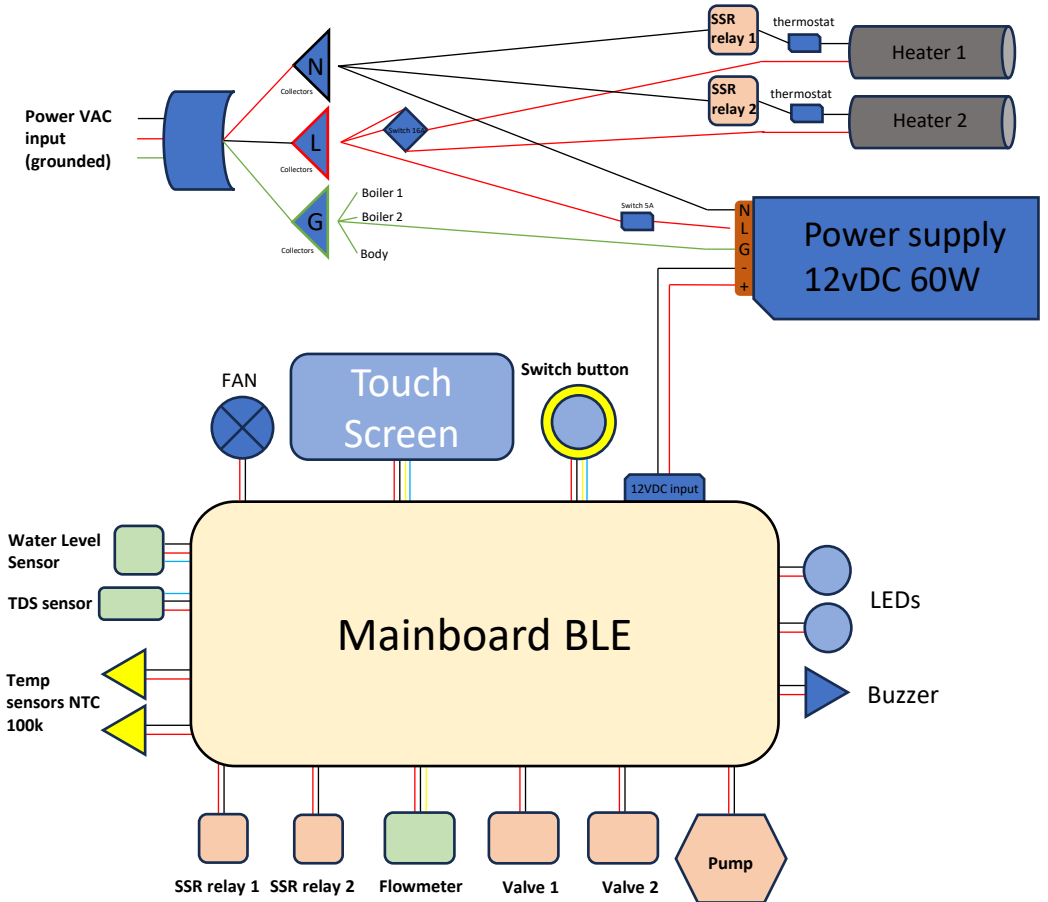 SSR
relay 1
thermostat
Heater 1
N
Collectors
SSR
relay 2
thermostat
Heater 2
Power VAC
input
(grounded)
Switch 16A
L
Collectors
Boiler 1
Boiler 2
Body
G
Collectors
Switch 5A
N
L
G
-
+
Power supply
12vDC 60W
FAN
Touch
Screen
Switch button
12VDC input
Water Level
Sensor
TDS sensor
Temp
sensors NTC
100k
Mainboard BLE
LEDs
Buzzer
SSR relay 1
SSR relay 2
Flowmeter
Valve 1
Valve 2
Pump